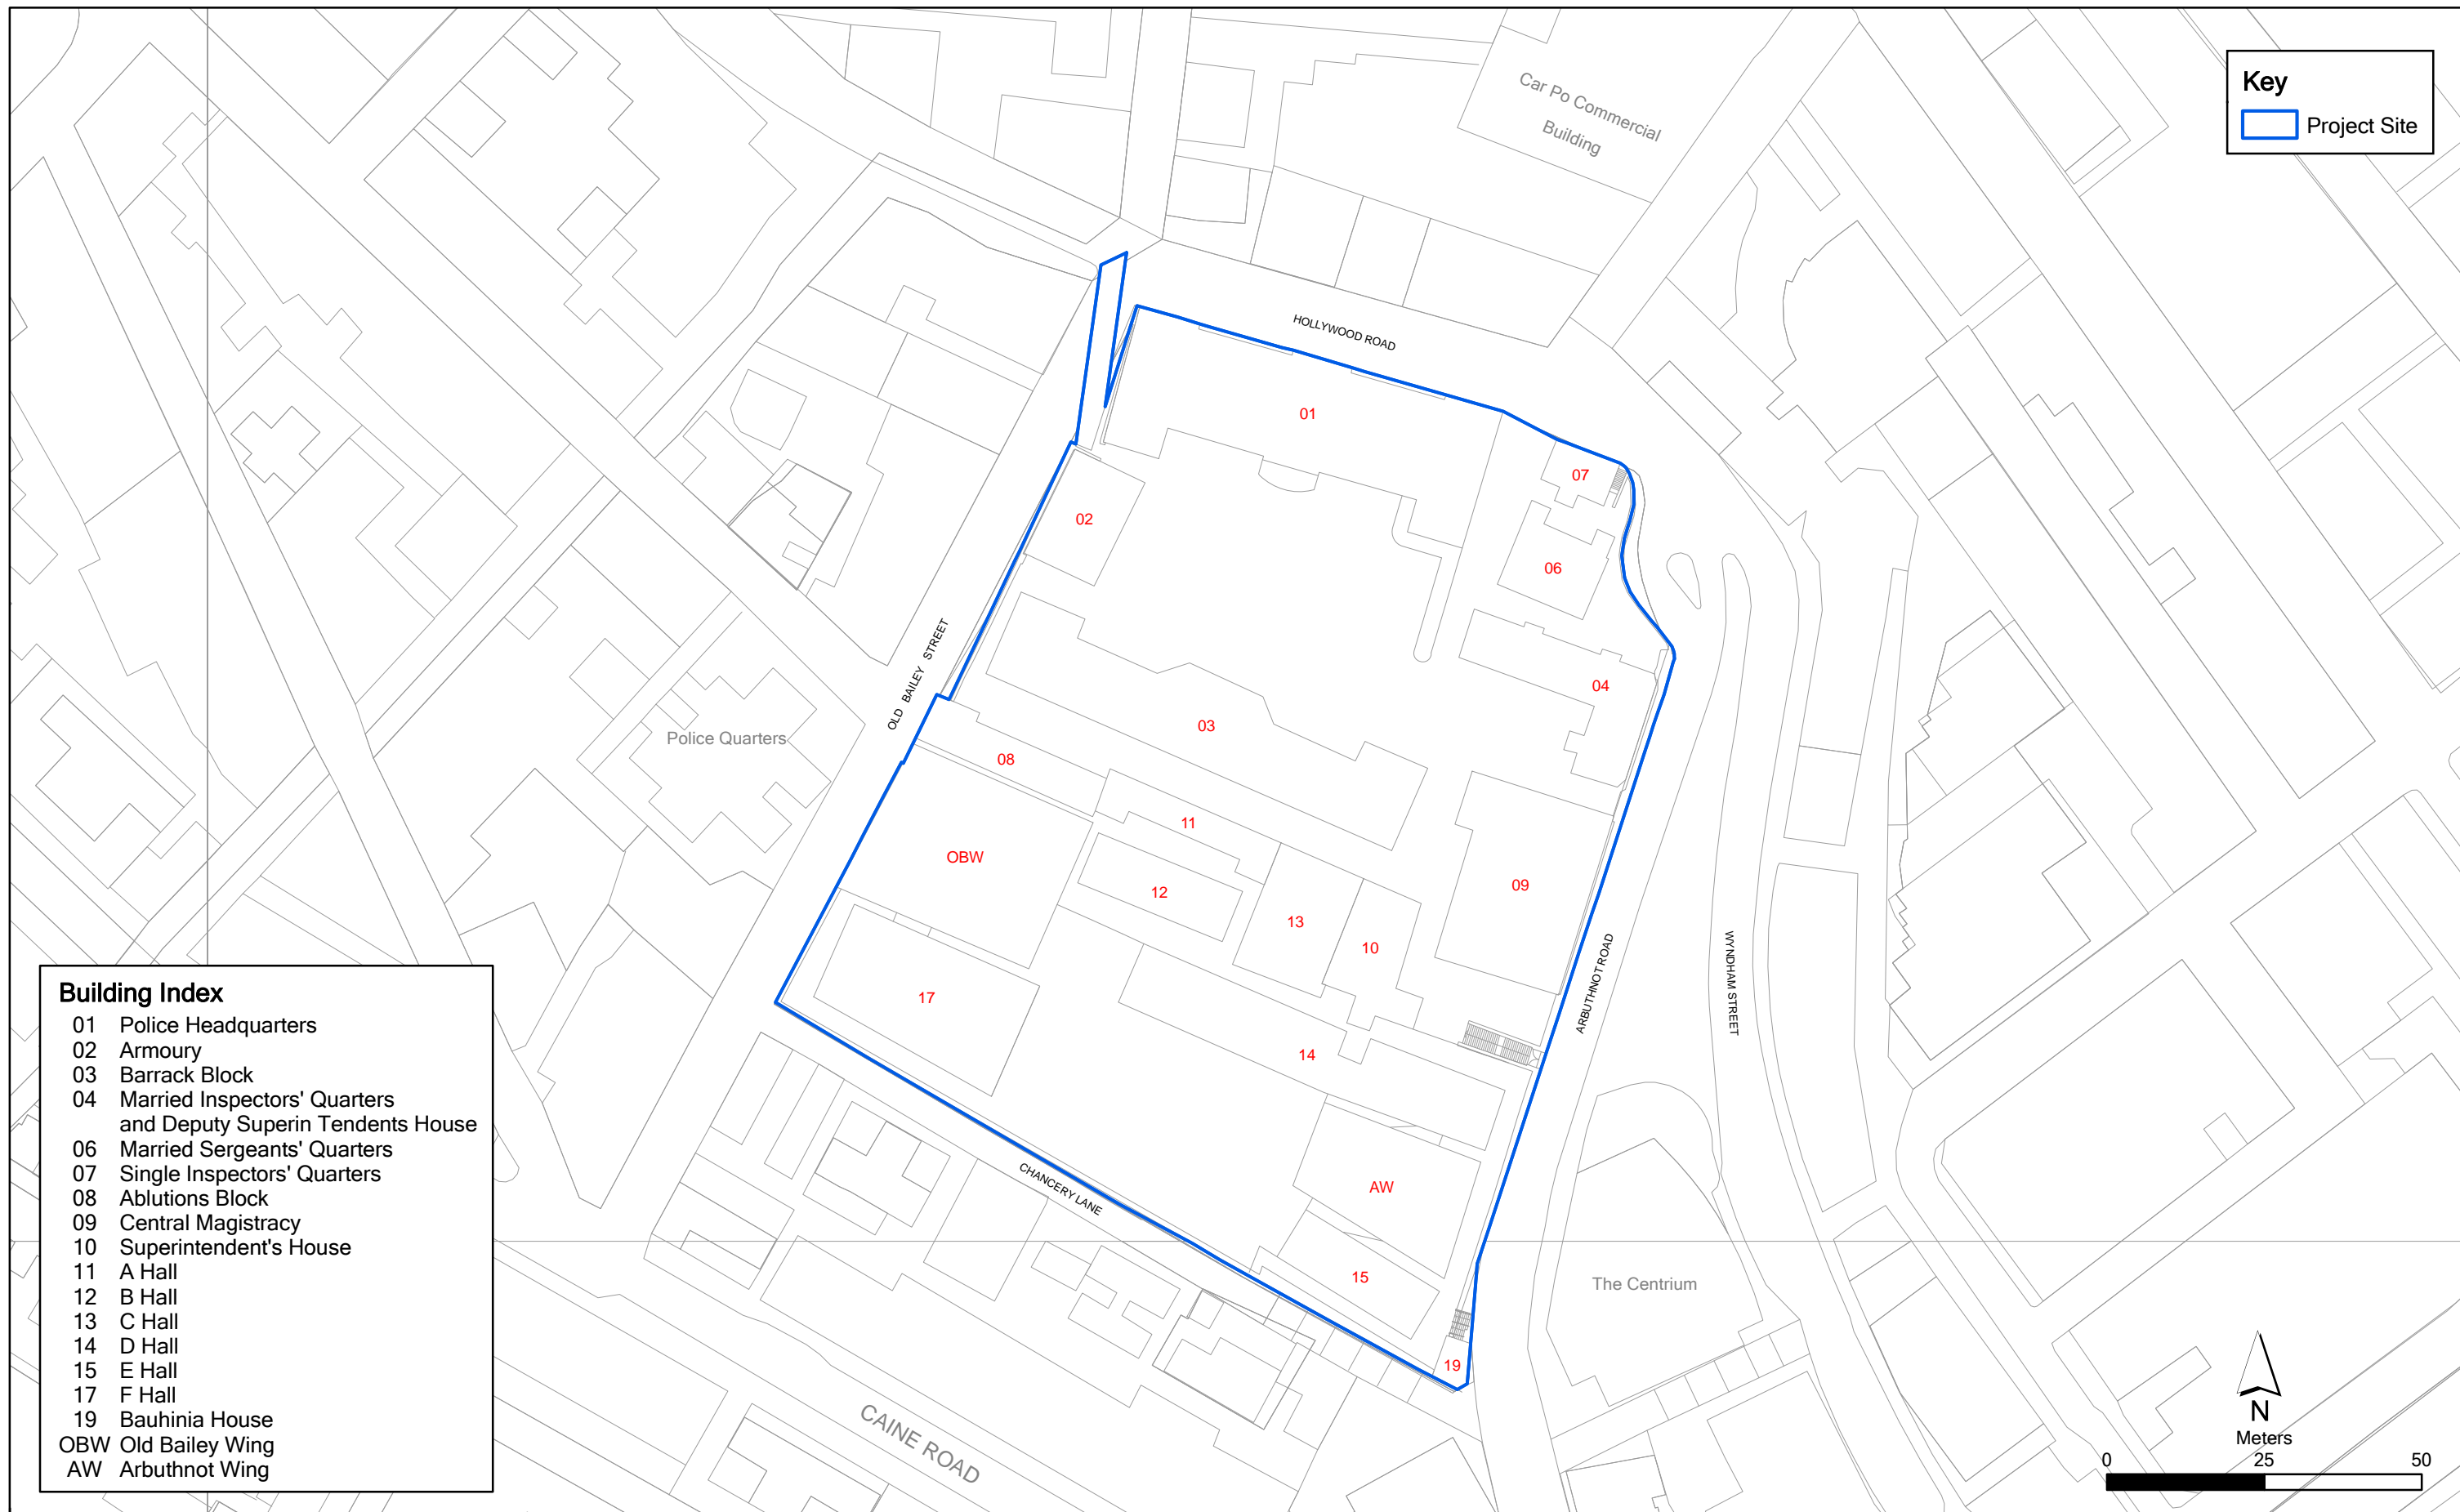 Car Po Commercial
Building
Key
Project Site
HOLLYWOOD ROAD
01
07
02
06
OLD BAILEY STREET
04
03
Police Quarters
08
11
OBW
12
09
13
10
ARBUTHNOT ROAD
WYNDHAM STREET
17
14
CHANCERY LANE
AW
15
The Centrium
19
CAINE ROAD
Building Index
01 Police Headquarters
02 Armoury
03 Barrack Block
04 Married Inspectors' Quarters
and Deputy Superin Tendents House
06 Married Sergeants' Quarters
07 Single Inspectors' Quarters
08 Ablutions Block
09 Central Magistracy
10 Superintendent's House
11 A Hall
12 B Hall
13 C Hall
14 D Hall
15 E Hall
17 F Hall
19 Bauhinia House
OBW Old Bailey Wing
AW Arbuthnot Wing
N
Meters
0 25 50